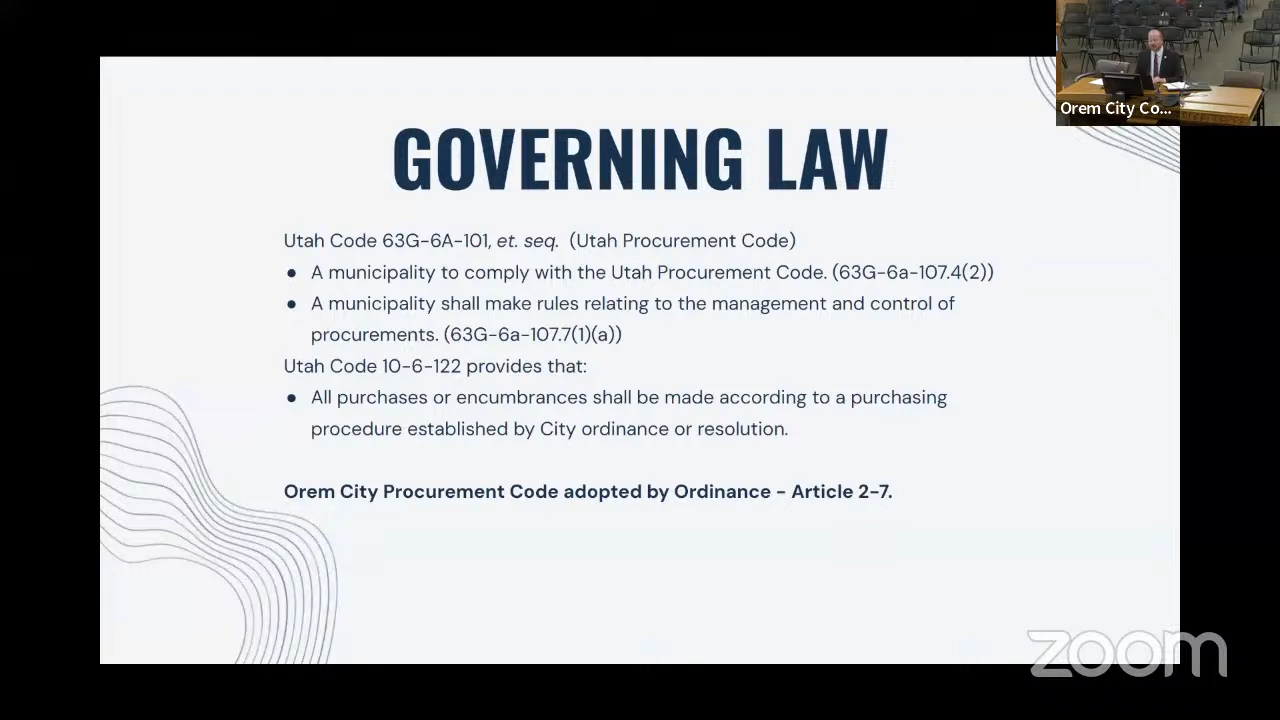 Orem City Co...
GOVERNING LAW
Utah Code 63G-6A-101, et. seq. (Utah Procurement Code)
● A municipality to comply with the Utah Procurement Code. (63G-6a-107.4(2))
● A municipality shall make rules relating to the management and control of
procurements. (63G-6a-107.7(1)(a))
Utah Code 10-6-122 provides that:
● All purchases or encumbrances shall be made according to a purchasing
procedure established by City ordinance or resolution.
Orem City Procurement Code adopted by Ordinance - Article 2-7.
zoom